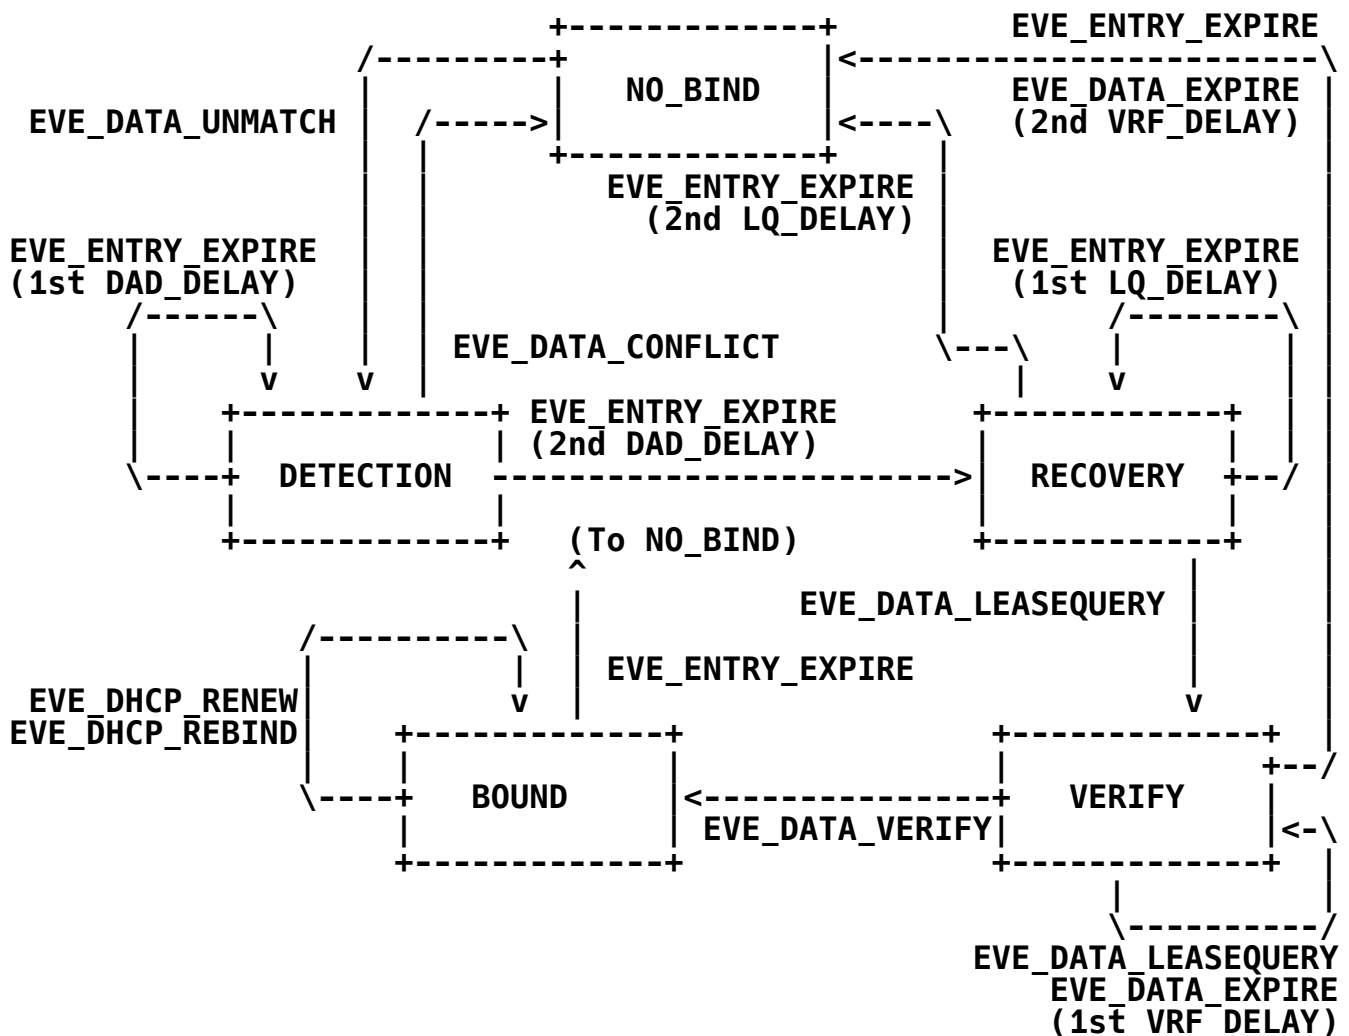 EVE_ENTRY_EXPIRE
NO_BIND
EVE_DATA_EXPIRE
EVE_DATA_UNMATCH
(2nd VRF_DELAY)
EVE_ENTRY_EXPIRE
(2nd LQ_DELAY)
EVE_ENTRY_EXPIRE
(1st DAD_DELAY)
EVE_ENTRY_EXPIRE
(1st LQ_DELAY)
EVE_DATA_CONFLICT
EVE_ENTRY_EXPIRE
(2nd DAD_DELAY)
DETECTION
RECOVERY
(To NO_BIND)
EVE_DATA_LEASEQUERY
EVE_ENTRY_EXPIRE
EVE_DHCP_RENEW
EVE_DHCP_REBIND
BOUND
VERIFY
EVE_DATA_VERIFY
EVE_DATA_LEASEQUERY
EVE_DATA_EXPIRE
(1st VRF_DELAY)